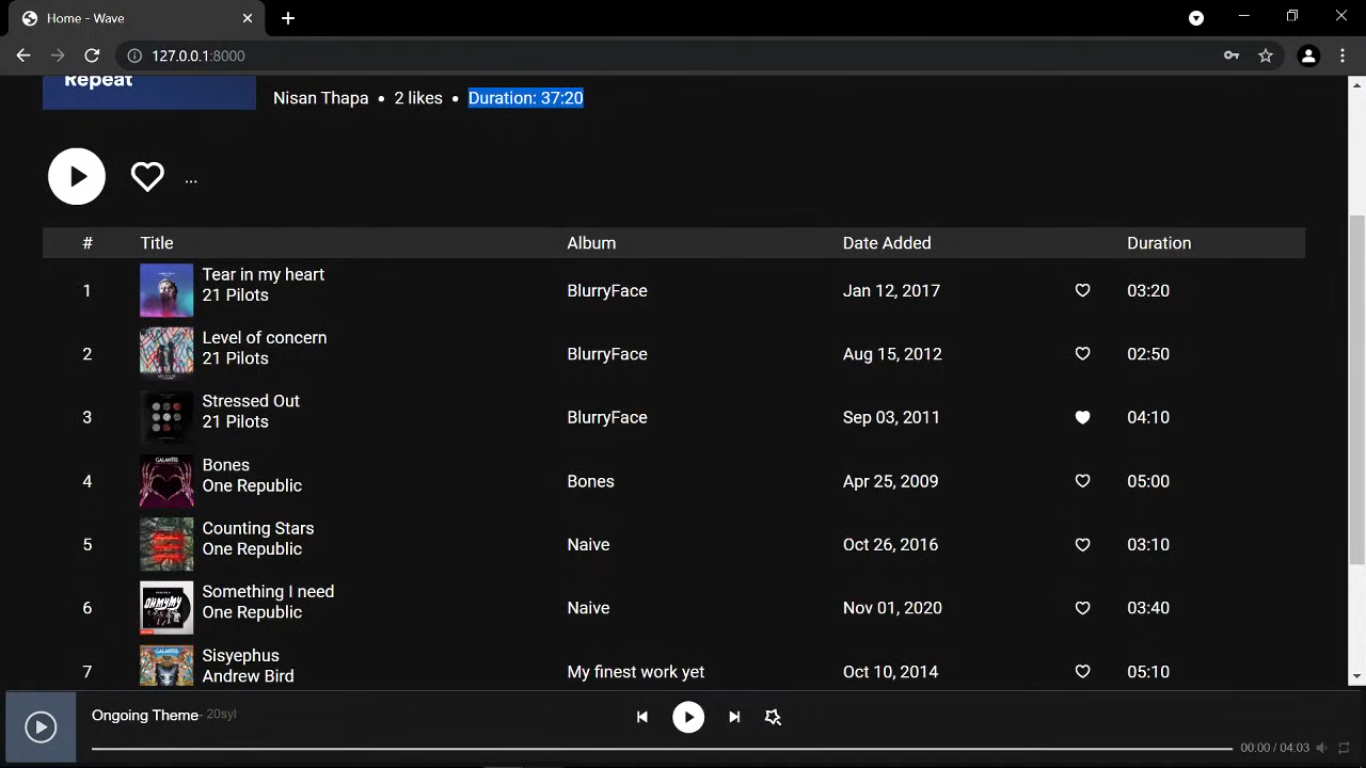 Home - Wave
127.0.0.1:8000
Repeat
Nisan Thapa • 2 likes • Duration: 37:20
...
# Title Album Date Added Duration
1 Tear in my heart BlurryFace Jan 12, 2017 03:20
21 Pilots
2 Level of concern BlurryFace Aug 15, 2012 02:50
21 Pilots
3 Stressed Out BlurryFace Sep 03, 2011 04:10
21 Pilots
4 Bones Bones Apr 25, 2009 05:00
One Republic
5 Counting Stars Naive Oct 26, 2016 03:10
One Republic
6 Something I need Naive Nov 01, 2020 03:40
One Republic
OHMYMY
7 Sisyephus My finest work yet Oct 10, 2014 05:10
Andrew Bird
GALANTIS
GALANTIS
Ongoing Theme- 20syl
00:00 / 04:03